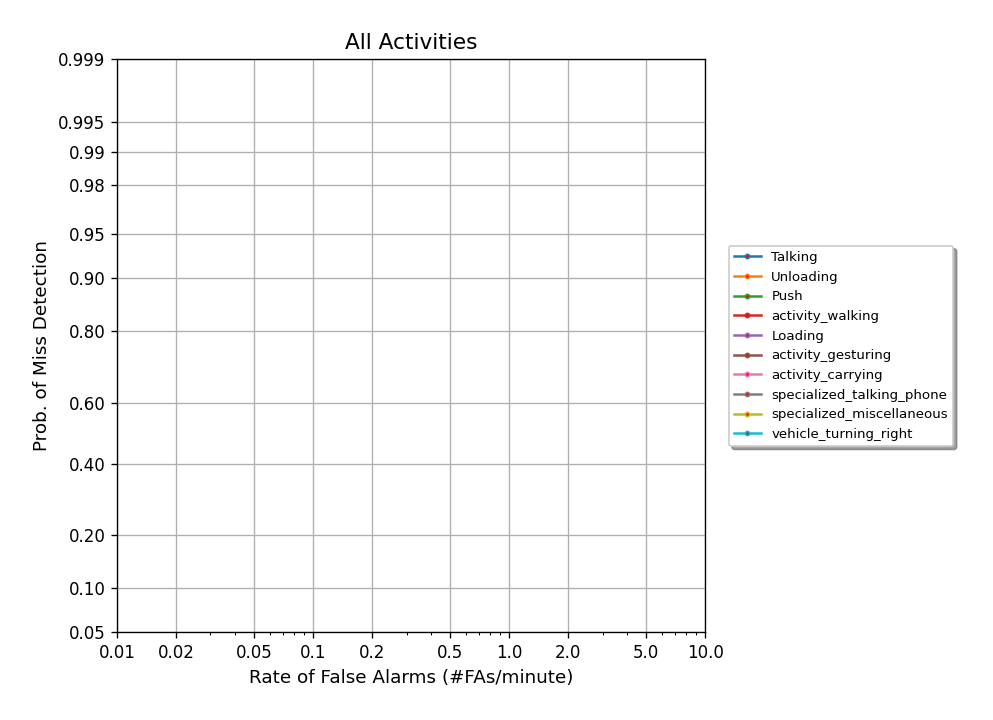 All Activities
0.999
0.995
0.99
0.98
0.95
0.90
0.80
0.60
0.40
0.20
0.10
0.05
Prob. of Miss Detection
0.01 0.02 0.05 0.1 0.2 0.5 1.0 2.0 5.0 10.0
Rate of False Alarms (#FAs/minute)
Talking
Unloading
Push
activity_walking
Loading
activity_gesturing
activity_carrying
specialized_talking_phone
specialized_miscellaneous
vehicle_turning_right